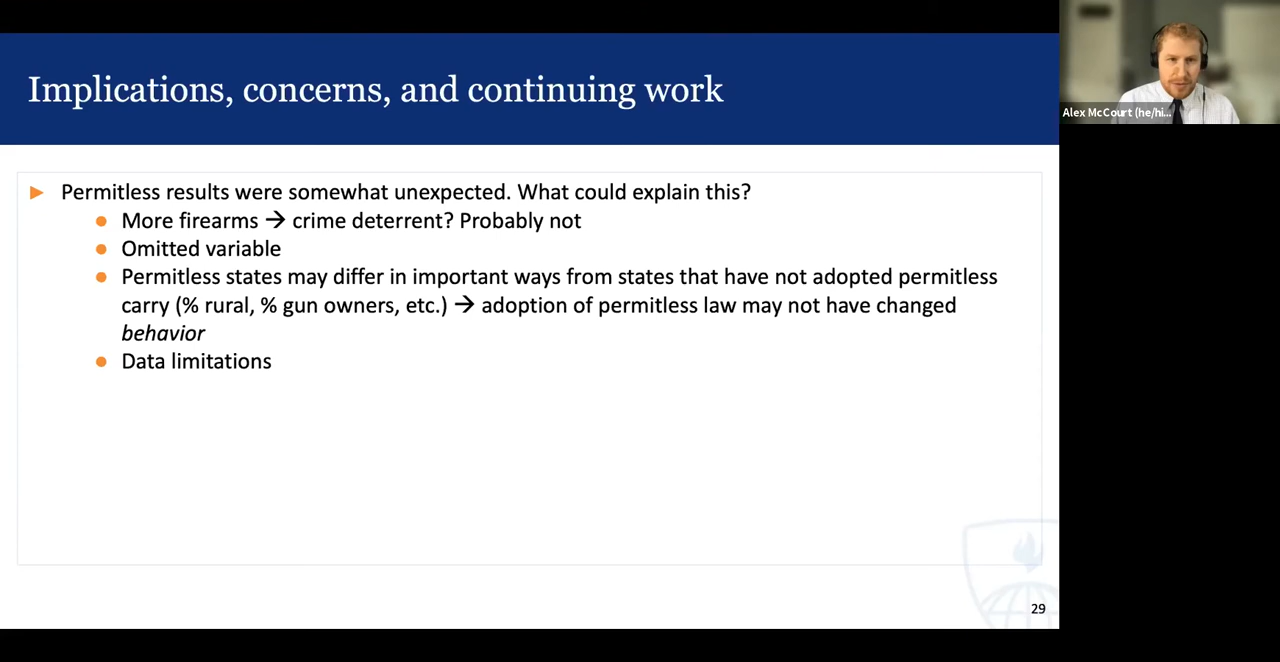 Implications, concerns, and continuing work
Alex McCourt (he/hi...
Permitless results were somewhat unexpected. What could explain this?
More firearms → crime deterrent? Probably not
Omitted variable
Permitless states may differ in important ways from states that have not adopted permitless
carry (% rural, % gun owners, etc.) → adoption of permitless law may not have changed
behavior
Data limitations
29